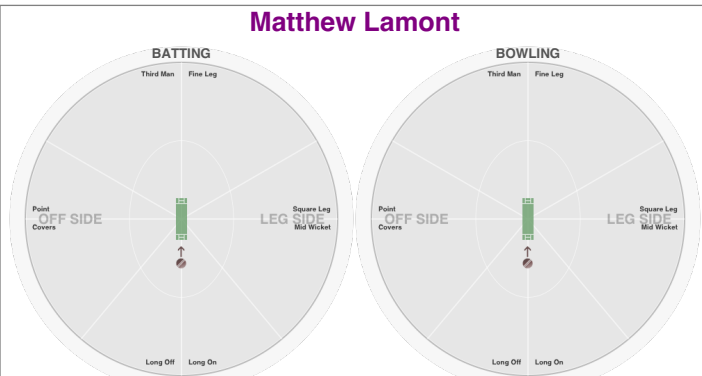 Matthew Lamont
BATTING
Third Man Fine Leg
Point
OFF SIDE
Covers
Square Leg
LEG SIDE
Mid Wicket
Long Off Long On
BOWLING
Third Man Fine Leg
Point
OFF SIDE
Covers
Square Leg
LEG SIDE
Mid Wicket
Long Off Long On